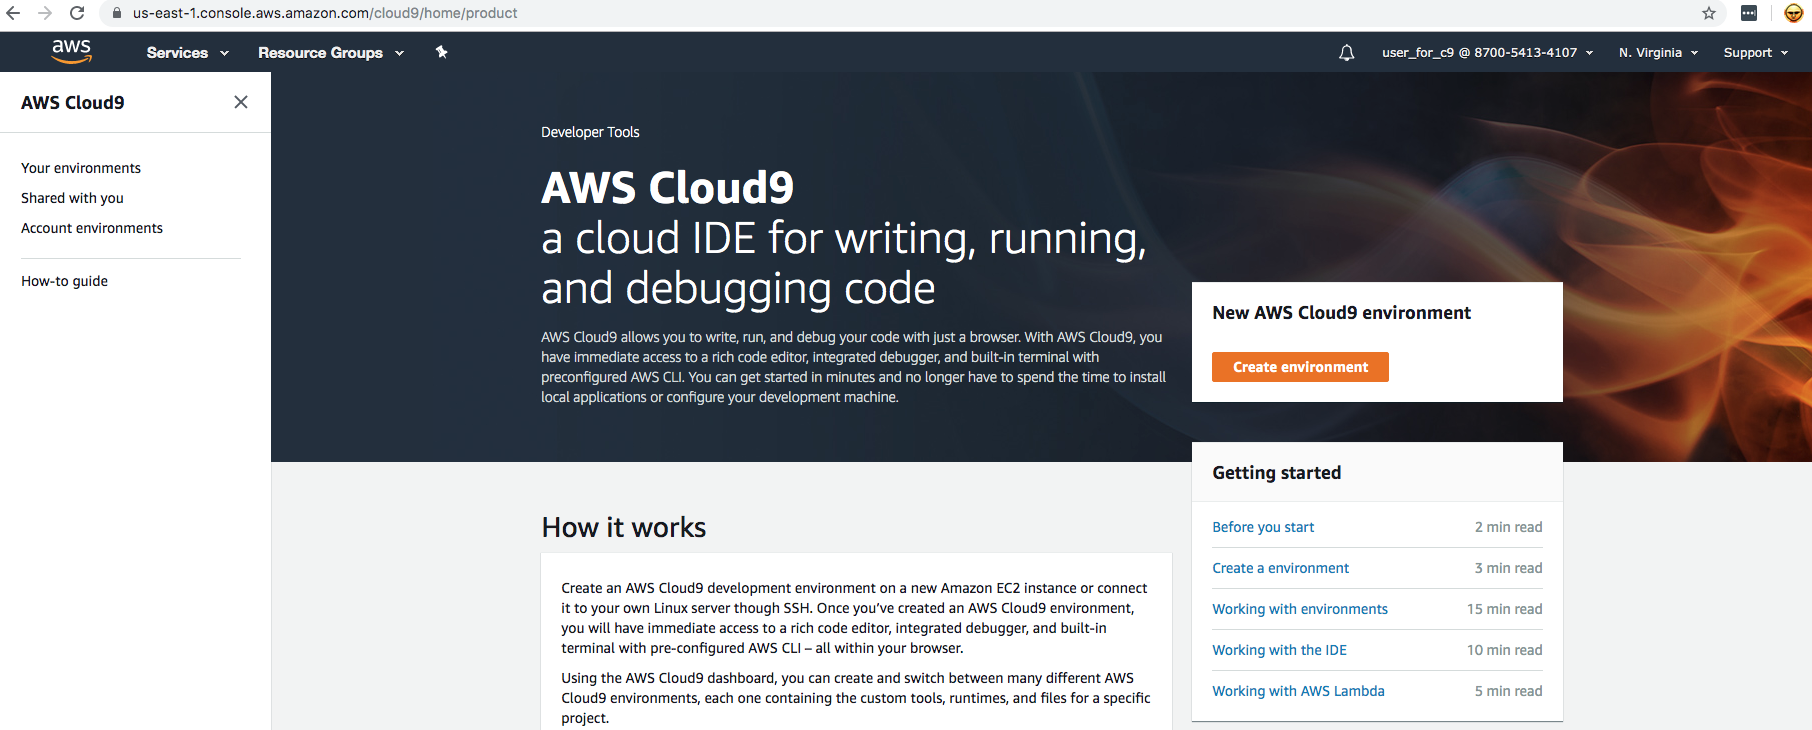 us-east-1.console.aws.amazon.com/cloud9/home/product
aws
Services
Resource Groups
user_for_c9 @ 8700-5413-4107
N. Virginia
Support
AWS Cloud9
Your environments
Shared with you
Account environments
How-to guide
Developer Tools
AWS Cloud9
a cloud IDE for writing, running,
and debugging code
AWS Cloud9 allows you to write, run, and debug your code with just a browser. With AWS Cloud9, you
have immediate access to a rich code editor, integrated debugger, and built-in terminal with
preconfigured AWS CLI. You can get started in minutes and no longer have to spend the time to install
local applications or configure your development machine.
New AWS Cloud9 environment
Create environment
Getting started
Before you start 2 min read
Create a environment 3 min read
Working with environments 15 min read
Working with the IDE 10 min read
Working with AWS Lambda 5 min read
How it works
Create an AWS Cloud9 development environment on a new Amazon EC2 instance or connect
it to your own Linux server though SSH. Once you’ve created an AWS Cloud9 environment,
you will have immediate access to a rich code editor, integrated debugger, and built-in
terminal with pre-configured AWS CLI – all within your browser.
Using the AWS Cloud9 dashboard, you can create and switch between many different AWS
Cloud9 environments, each one containing the custom tools, runtimes, and files for a specific
project.